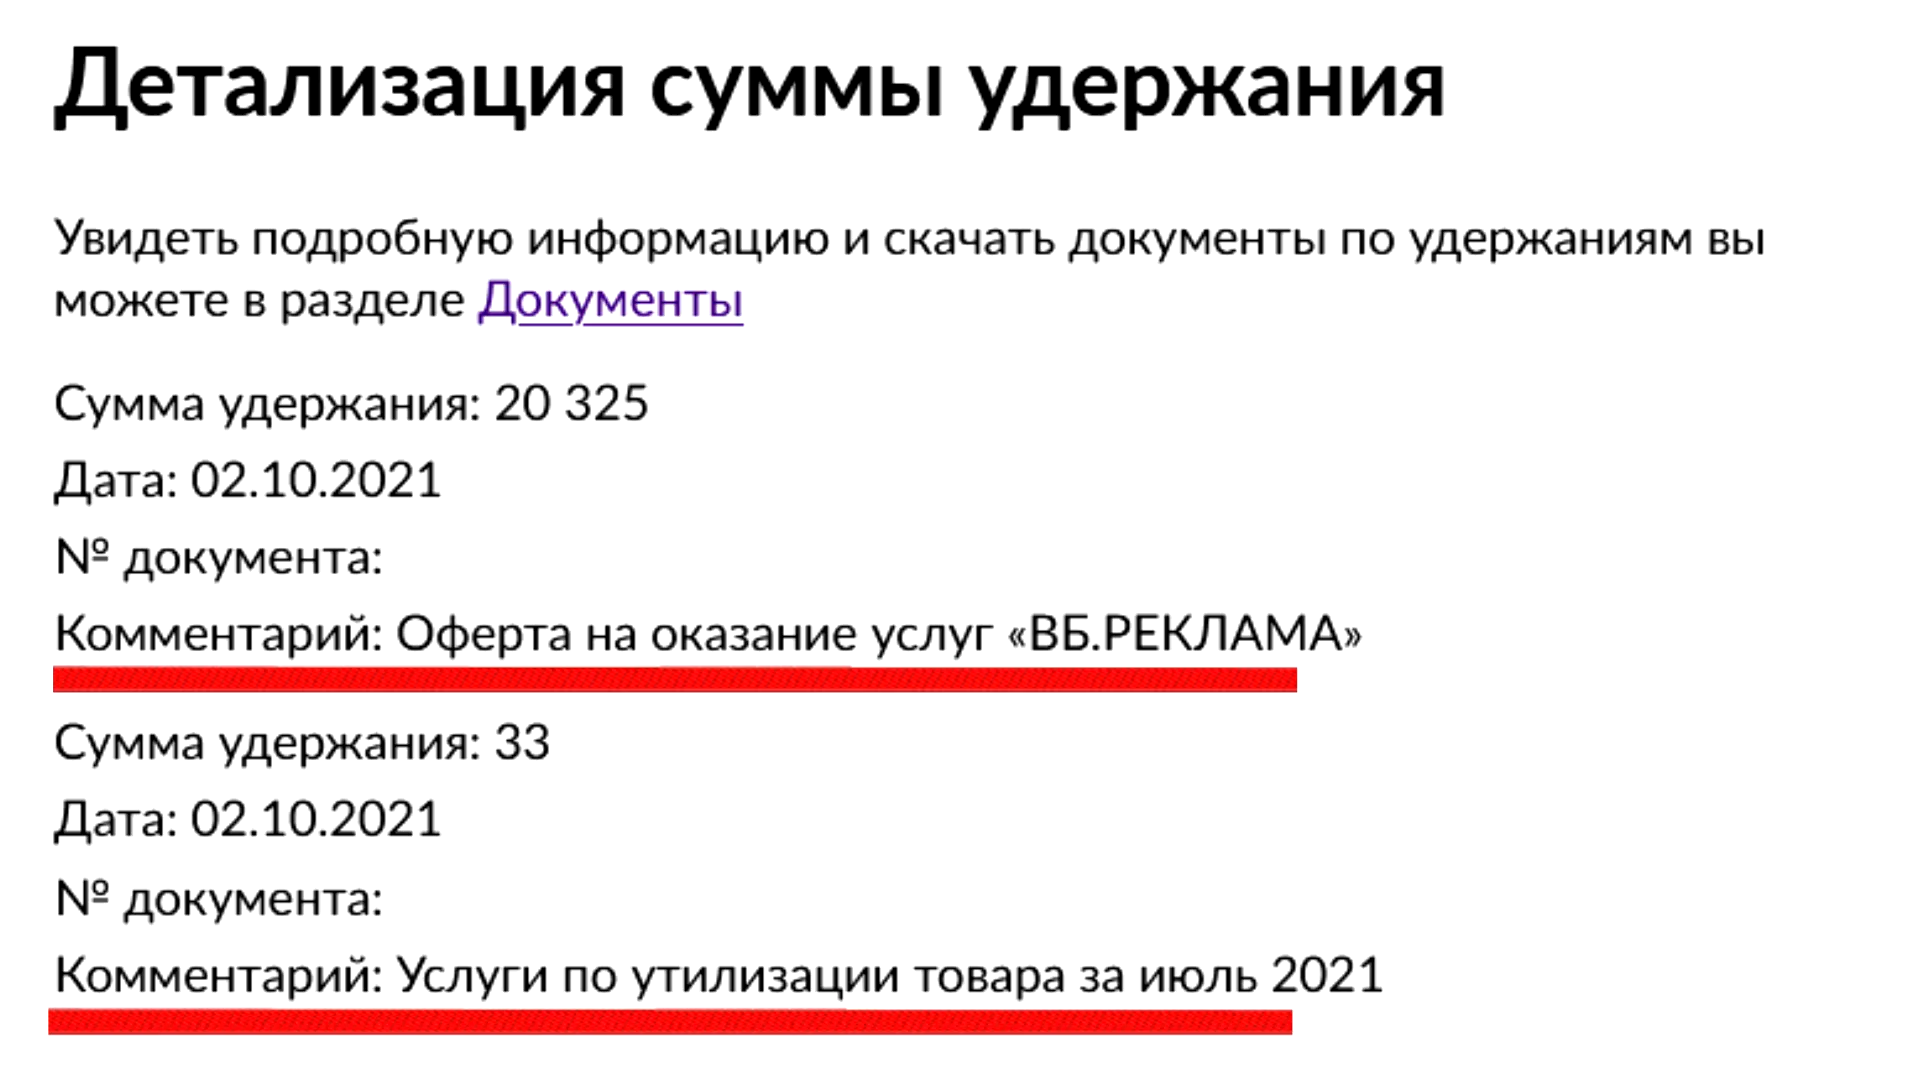 Детализация суммы удержания
Увидеть подробную информацию и скачать документы по удержаниям вы
можете в разделе Документы
Сумма удержания: 20 325
Дата: 02.10.2021
№ документа:
Комментарий: Оферта на оказание услуг «ВБ.РЕКЛАМА»
Сумма удержания: 33
Дата: 02.10.2021
№ документа:
Комментарий: Услуги по утилизации товара за июль 2021